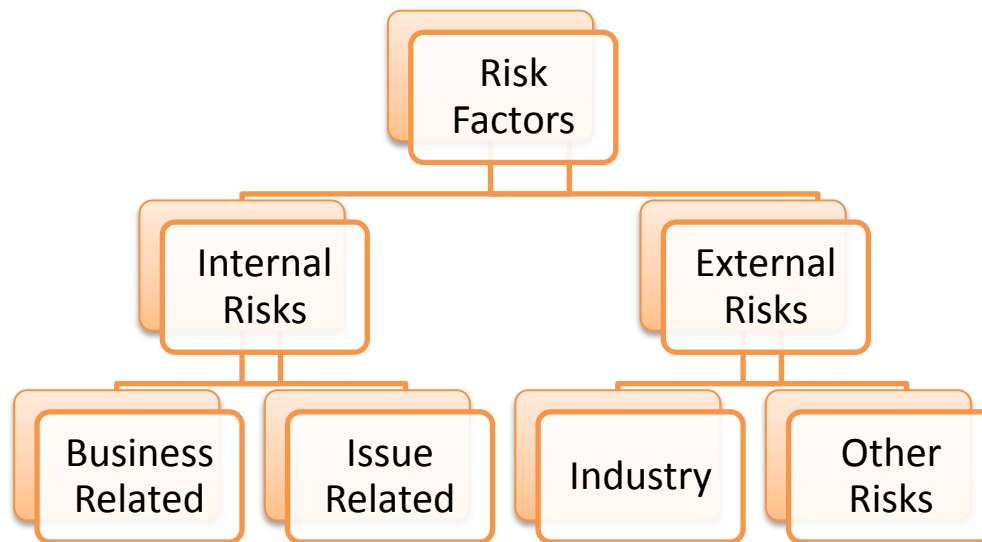 Risk
Factors
Internal
Risks
External
Risks
Business
Related
Issue
Related
Industry
Other
Risks